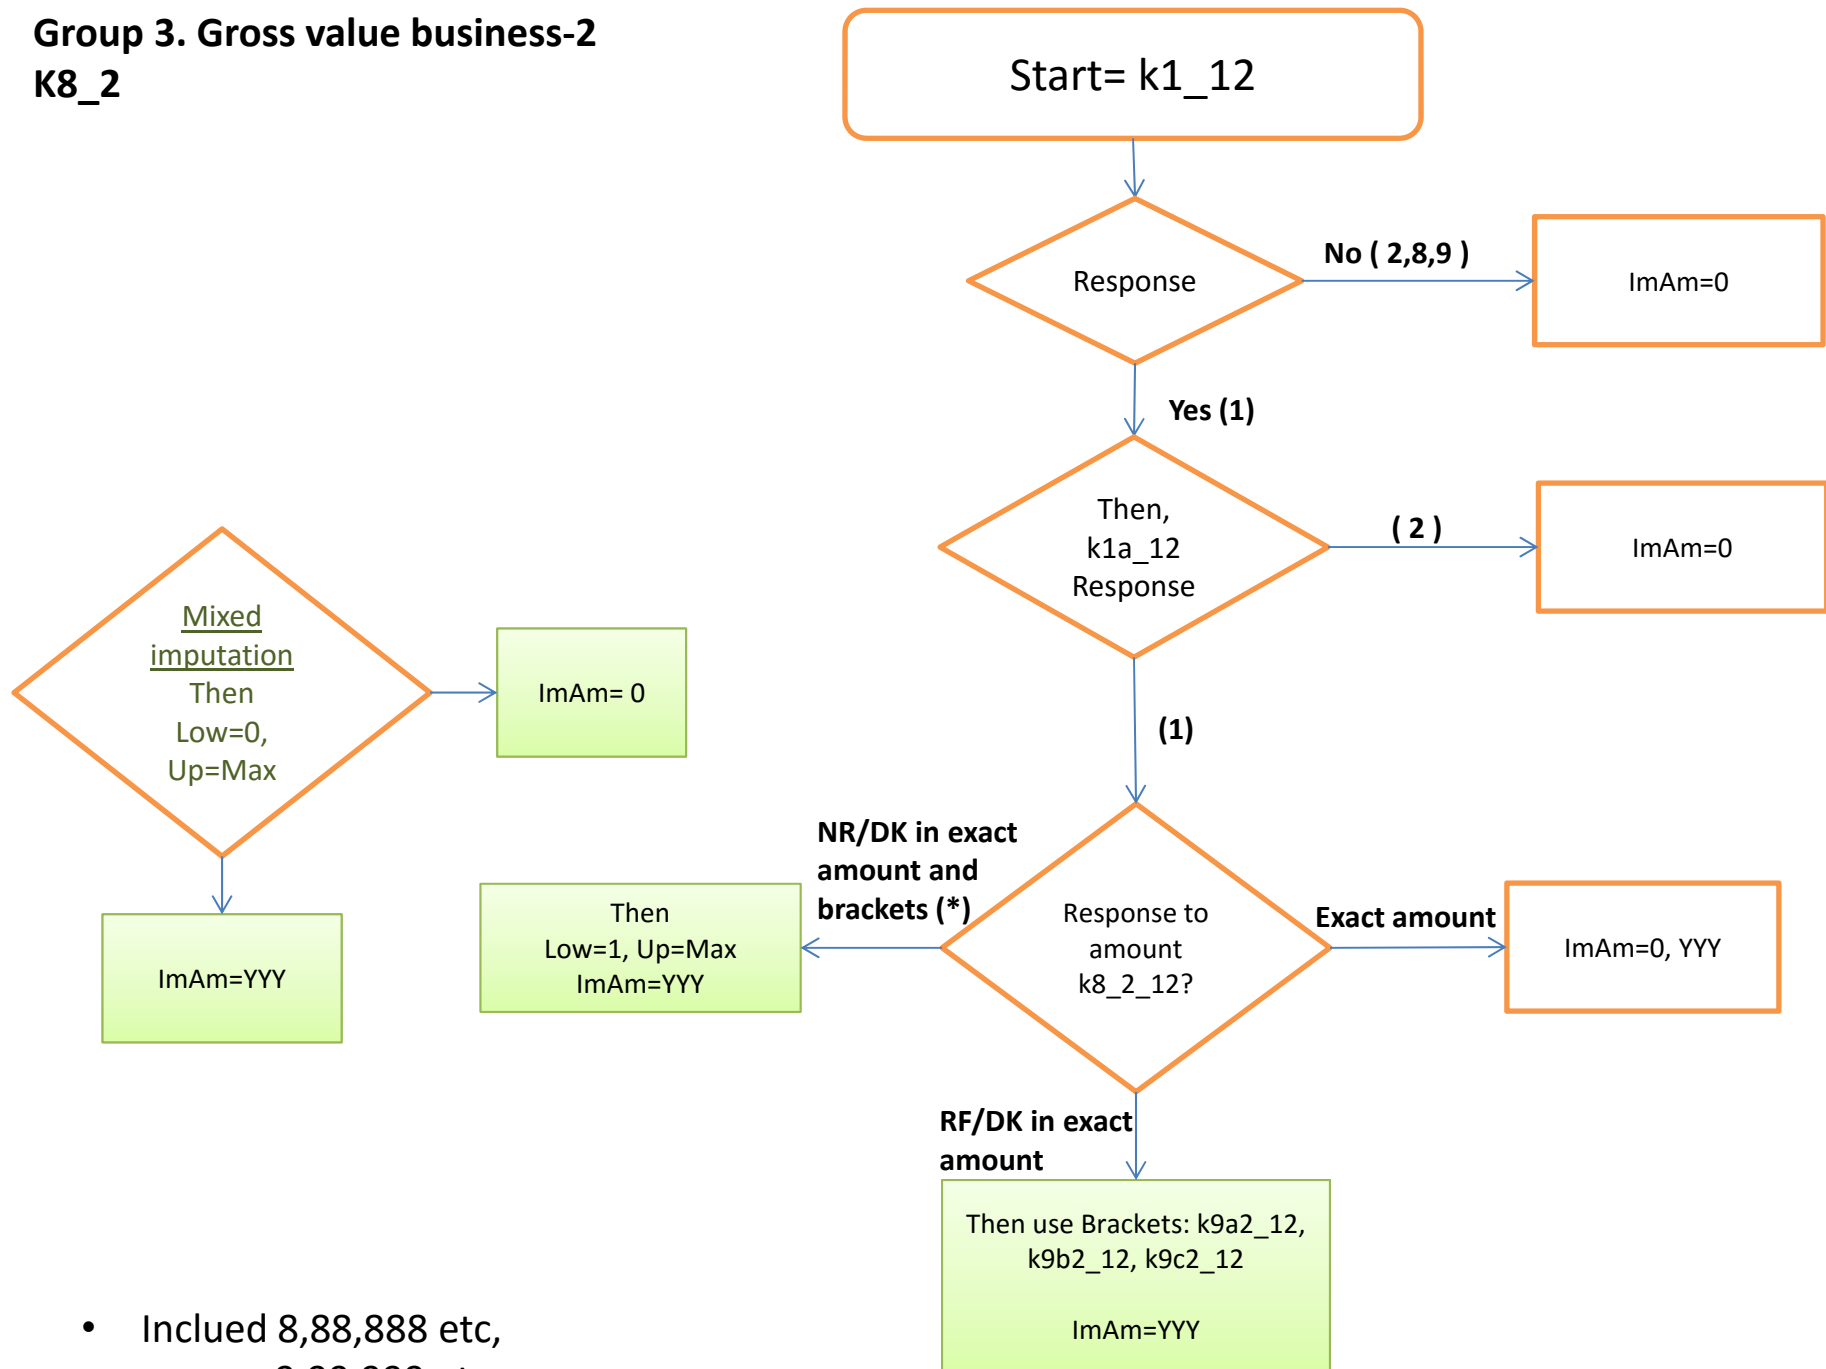 Group 3. Gross value business-2
K8_2
Start= k1_12
Response
No ( 2,8,9 )
ImAm=0
Yes (1)
Then,
k1a_12
Response
( 2 )
ImAm=0
Mixed
imputation
Then
Low=0,
Up=Max
ImAm= 0
(1)
NR/DK in exact
amount and
brackets (*)
Then
Low=1, Up=Max
ImAm=YYY
Response to
amount
k8_2_12?
Exact amount
ImAm=0, YYY
ImAm=YYY
RF/DK in exact
amount
Then use Brackets: k9a2_12,
k9b2_12, k9c2_12
ImAm=YYY
• Inclued 8,88,888 etc,